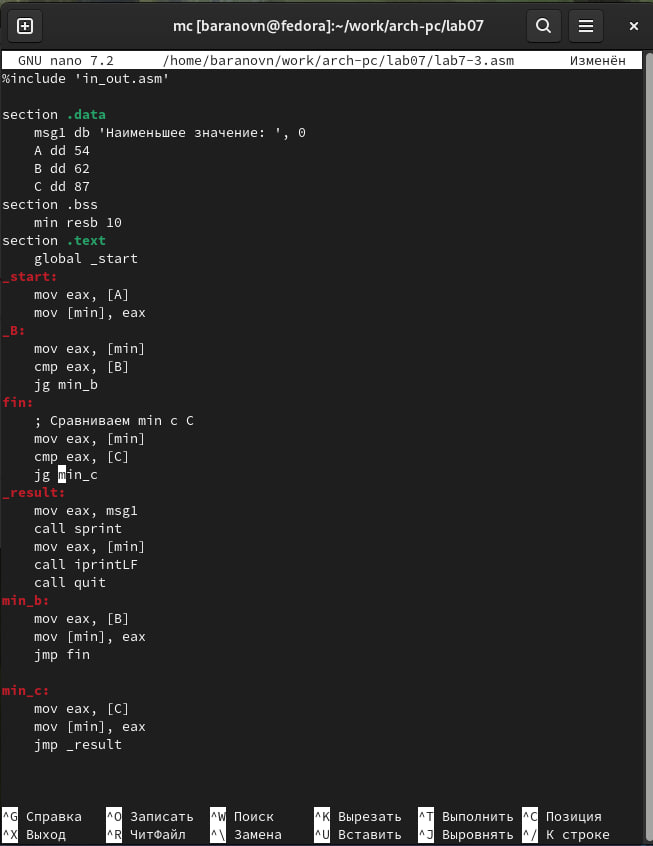 mc [baranovn@fedora]:~/work/arch-pc/lab07
GNU nano 7.2 /home/baranovn/work/arch-pc/lab07/lab7-3.asm Изменён
%include 'in_out.asm'
section .data
msg1 db 'Наименьшее значение: ', 0
A dd 54
B dd 62
C dd 87
section .bss
min resb 10
section .text
global _start
_start:
mov eax, [A]
mov [min], eax
_B:
mov eax, [min]
cmp eax, [B]
jg min_b
fin:
; Сравниваем min с C
mov eax, [min]
cmp eax, [C]
jg min_c
_result:
mov eax, msg1
call sprint
mov eax, [min]
call iprintLF
call quit
min_b:
mov eax, [B]
mov [min], eax
jmp fin
min_c:
mov eax, [C]
mov [min], eax
jmp _result
^G Справка ^O Записать ^W Поиск ^K Вырезать ^T Выполнить ^C Позиция
^X Выход ^R ЧитФайл ^\ Замена ^U Вставить ^J Выровнять ^/ К строке